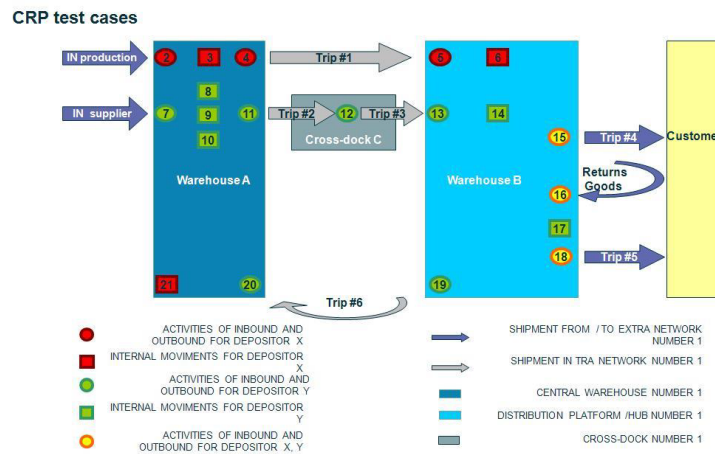 CRP test cases
IN production
2
3
4
Trip #1
5
6
8
IN supplier
7
9
11
Trip #2
12
Trip #3
13
14
10
Cross-dock C
15
Trip #4
Custome
Warehouse A
Warehouse B
Returns
Goods
16
17
18
Trip #5
21
20
19
Trip #6
ACTIVITIES OF INBOUND AND
OUTBOUND FOR DEPOSITOR X
INTERNAL MOVIMENTS FOR DEPOSITOR
X
ACTIVITIES OF INBOUND AND
OUTBOUND FOR DEPOSITOR Y
INTERNAL MOVIMENTS FOR DEPOSITOR
Y
ACTIVITIES OF INBOUND AND
OUTBOUND FOR DEPOSITOR X, Y
SHIPMENT FROM / TO EXTRA NETWORK
NUMBER 1
SHIPMENT IN TRA NETWORK NUMBER 1
CENTRAL WAREHOUSE NUMBER 1
DISTRIBUTION PLATFORM /HUB NUMBER 1
CROSS-DOCK NUMBER 1